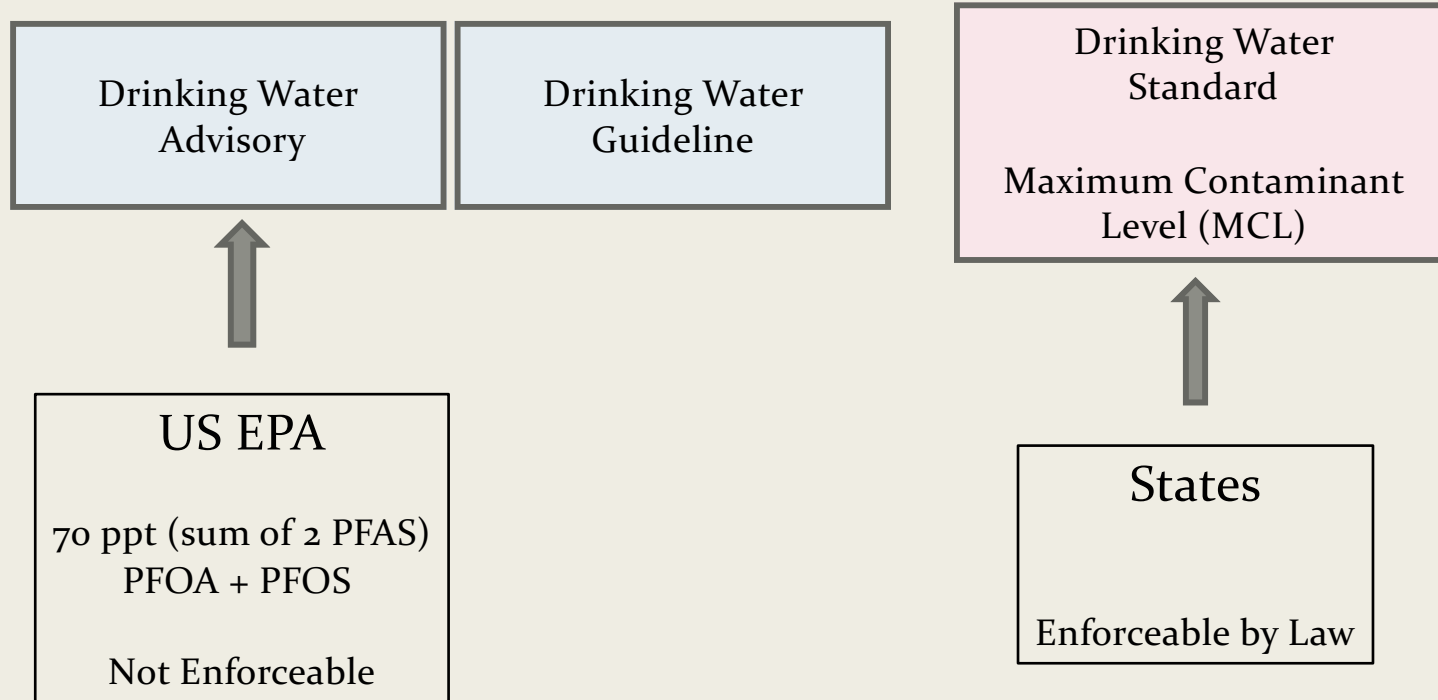 Drinking Water
Advisory
Drinking Water
Guideline
Drinking Water
Standard
Maximum Contaminant
Level (MCL)
US EPA
70 ppt (sum of 2 PFAS)
PFOA + PFOS
Not Enforceable
States
Enforceable by Law